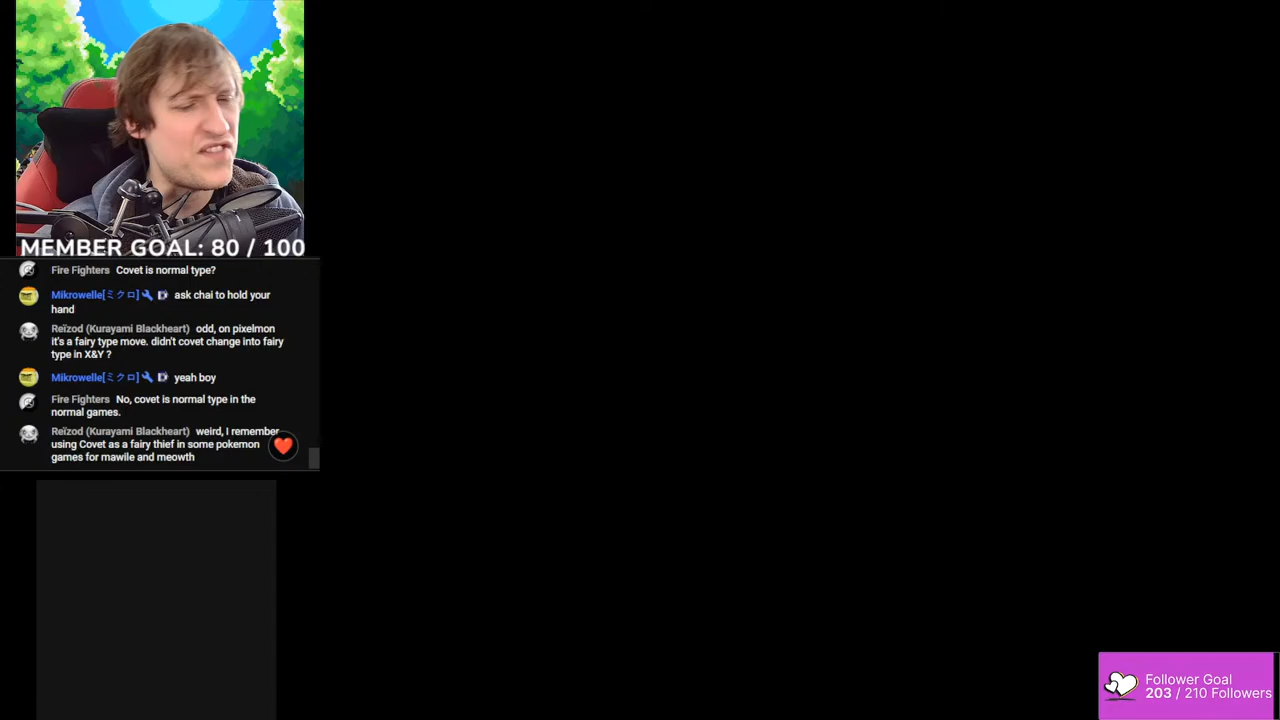 MEMBER GOAL: 80 / 100
Fire Fighters Covet is normal type?
Mikrowelle[ミクロ] ask chai to hold your
hand
Reïzod (Kurayami Blackheart) odd, on pixelmon
it's a fairy type move. didn't covet change into fairy
type in X&Y ?
Mikrowelle[ミクロ] yeah boy
Fire Fighters No, covet is normal type in the
normal games.
Reïzod (Kurayami Blackheart) weird, I remember
using Covet as a fairy thief in some pokemon
games for mawile and meowth
Follower Goal
203 / 210 Followers